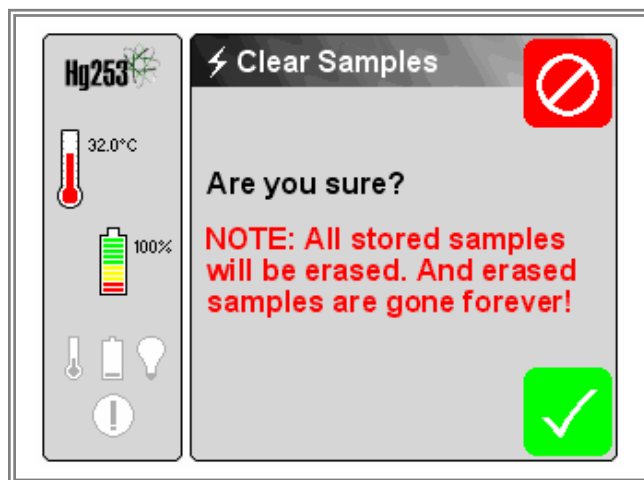 Hg253
32.0°C
100%
Clear Samples
Are you sure?
NOTE: All stored samples
will be erased. And erased
samples are gone forever!